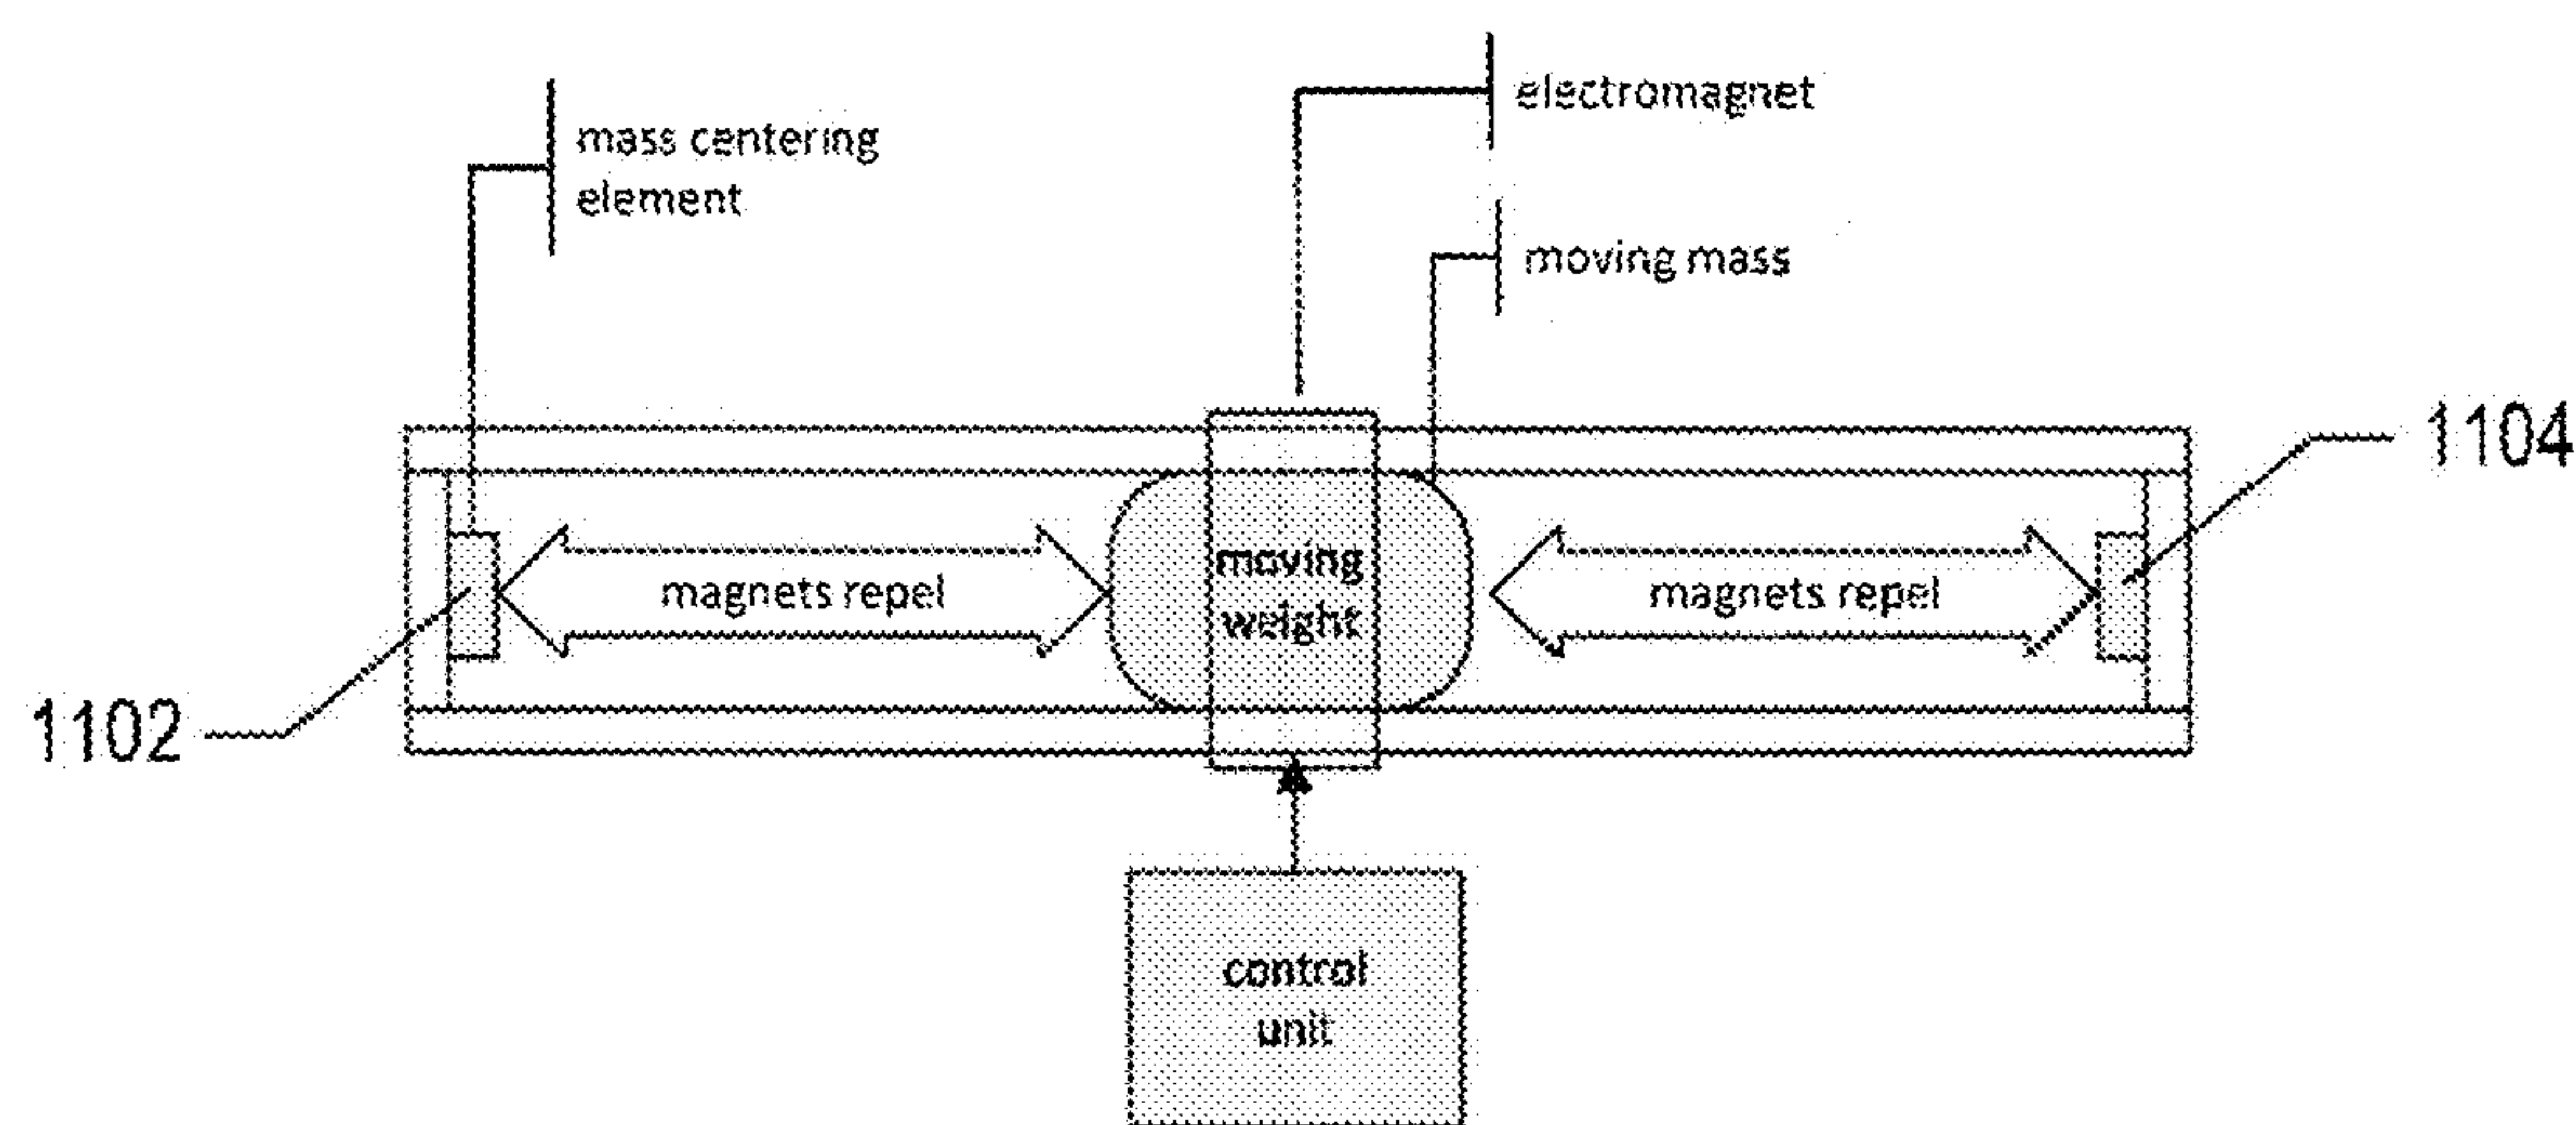 electromagnet
mass centering
element
moving mass
1104
moving
weight
magnets repel
magnets repel
1102
control
unit